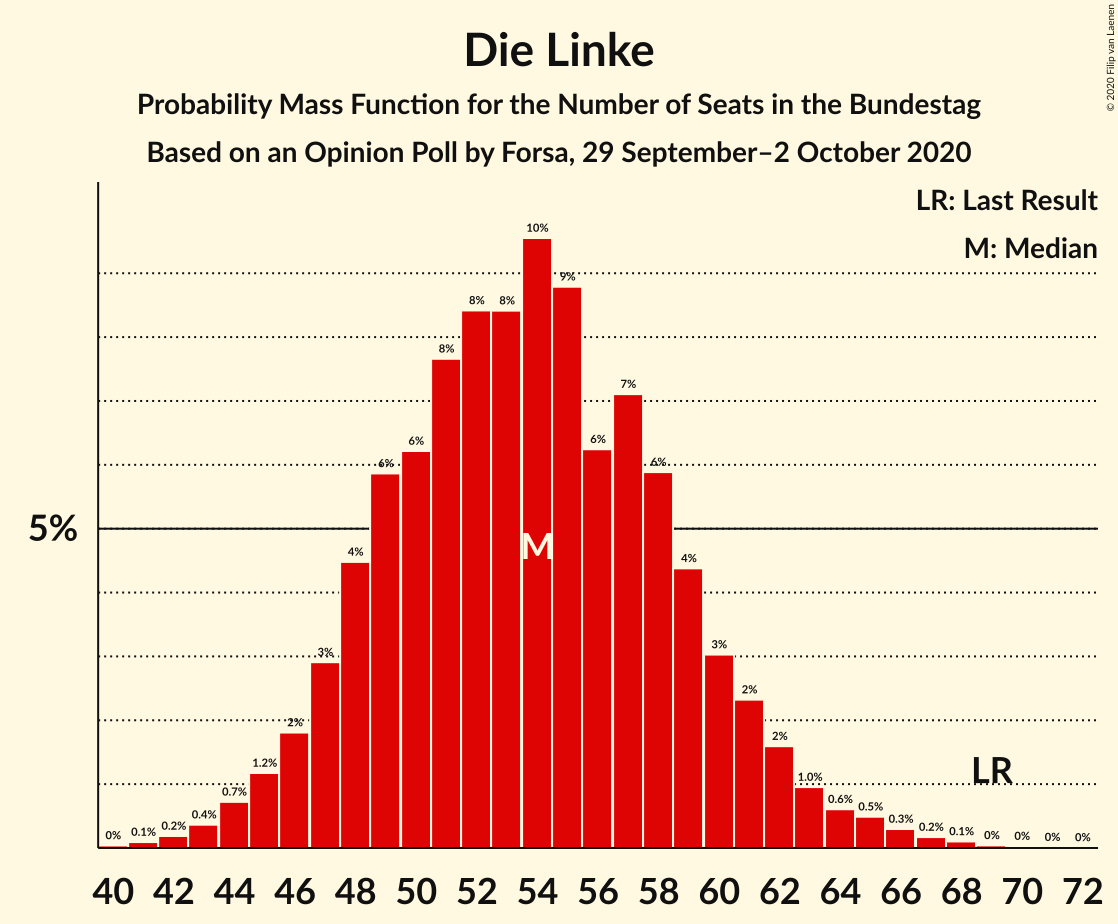 © 2020 Filip van Laenen
Die Linke
Probability Mass Function for the Number of Seats in the Bundestag
Based on an Opinion Poll by Forsa, 29 September–2 October 2020
LR: Last Result
M: Median
5%
0% 0.1% 0.2% 0.4% 0.7% 1.2% 2% 3% 4% 6% 6% 8% 8% 8% 10% 9% 6% 7% 6% 4% 3% 2% 2% 1.0% 0.6% 0.5% 0.3% 0.2% 0.1% 0% 0% 0% 0%
M
LR
40 42 44 46 48 50 52 54 56 58 60 62 64 66 68 70 72